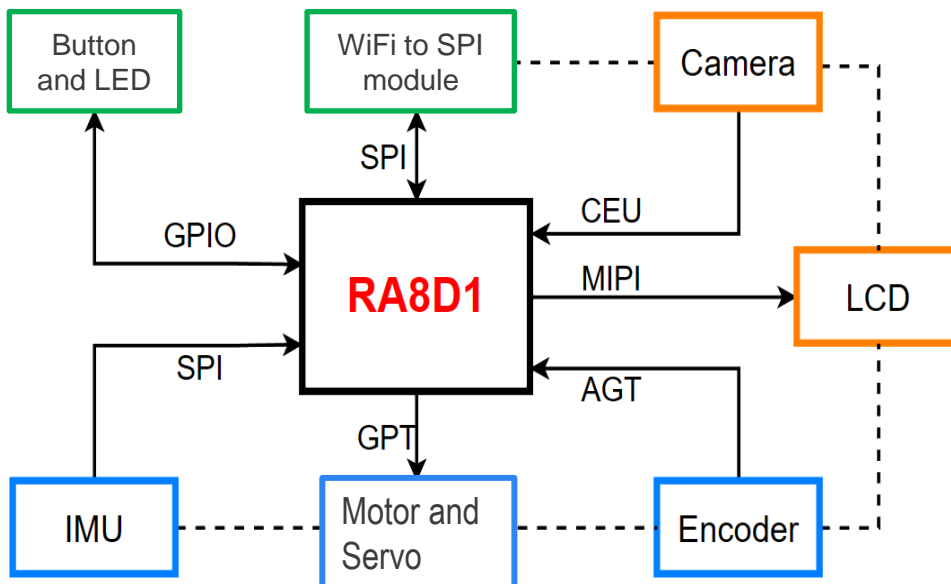 Button
and LED
WiFi to SPI
module
Camera
SPI
GPIO
CEU
RA8D1
MIPI
LCD
SPI
AGT
GPT
IMU
Motor and
Servo
Encoder